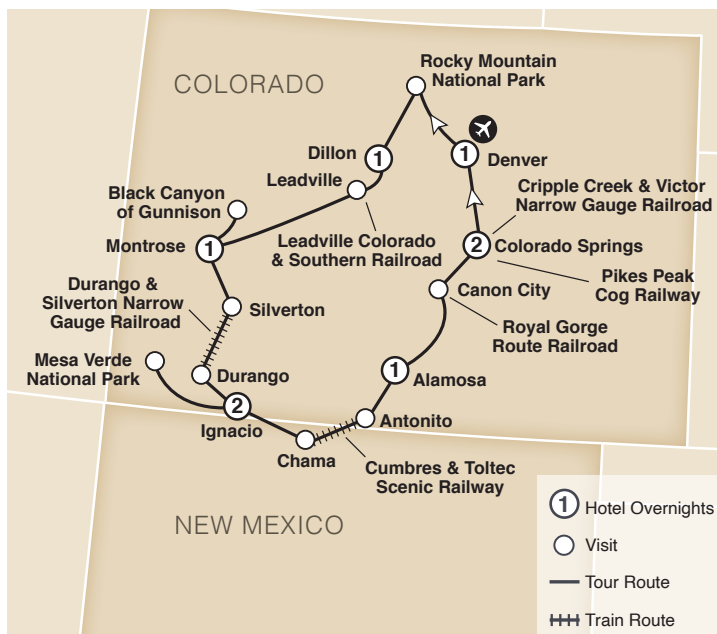 Rocky Mountain
National Park
COLORADO
Dillon
1
1
Denver
Leadville
Cripple Creek & Victor
Narrow Gauge Railroad
Black Canyon
of Gunnison
Montrose
1
Leadville Colorado
& Southern Railroad
2
Colorado Springs
Pikes Peak
Cog Railway
Durango &
Silverton Narrow
Gauge Railroad
Silverton
Canon City
Royal Gorge
Route Railroad
Mesa Verde
National Park
Durango
1
Alamosa
2
Ignacio
Antonito
Chama
Cumbres & Toltec
Scenic Railway
NEW MEXICO
1
Hotel Overnights
Visit
Tour Route
Train Route